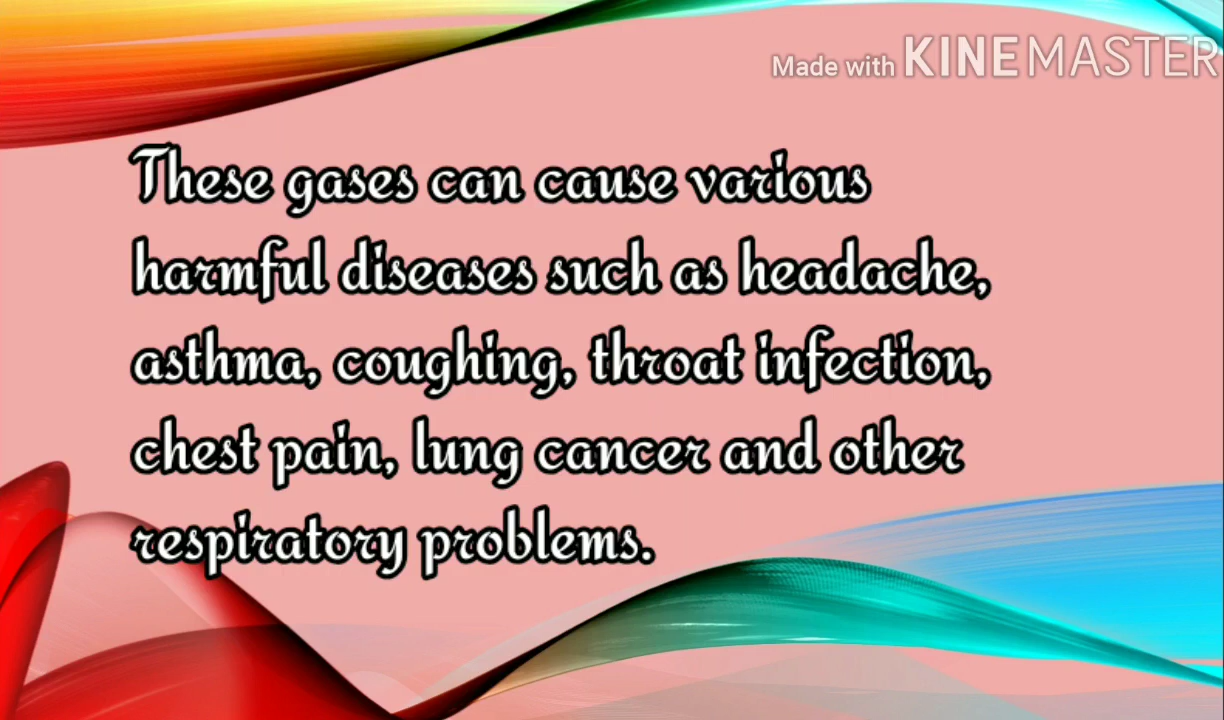 Made with KINEMASTER
These gases can cause various
harmful diseases such as headache,
asthma, coughing, throat infection,
chest pain, lung cancer and other
respiratory problems.